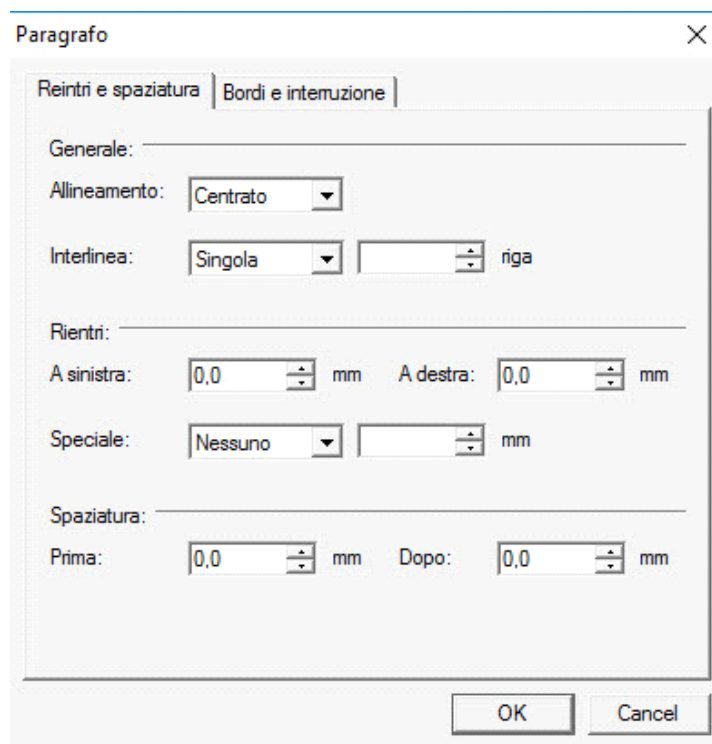 Paragrafo
Reintri e spaziatura Bordi e interruzione
Generale:
Allineamento: Centrato
Interlinea: Singola riga
Rientri:
A sinistra: 0,0 mm A destra: 0,0 mm
Speciale: Nessuno mm
Spaziatura:
Prima: 0,0 mm Dopo: 0,0 mm
OK Cancel